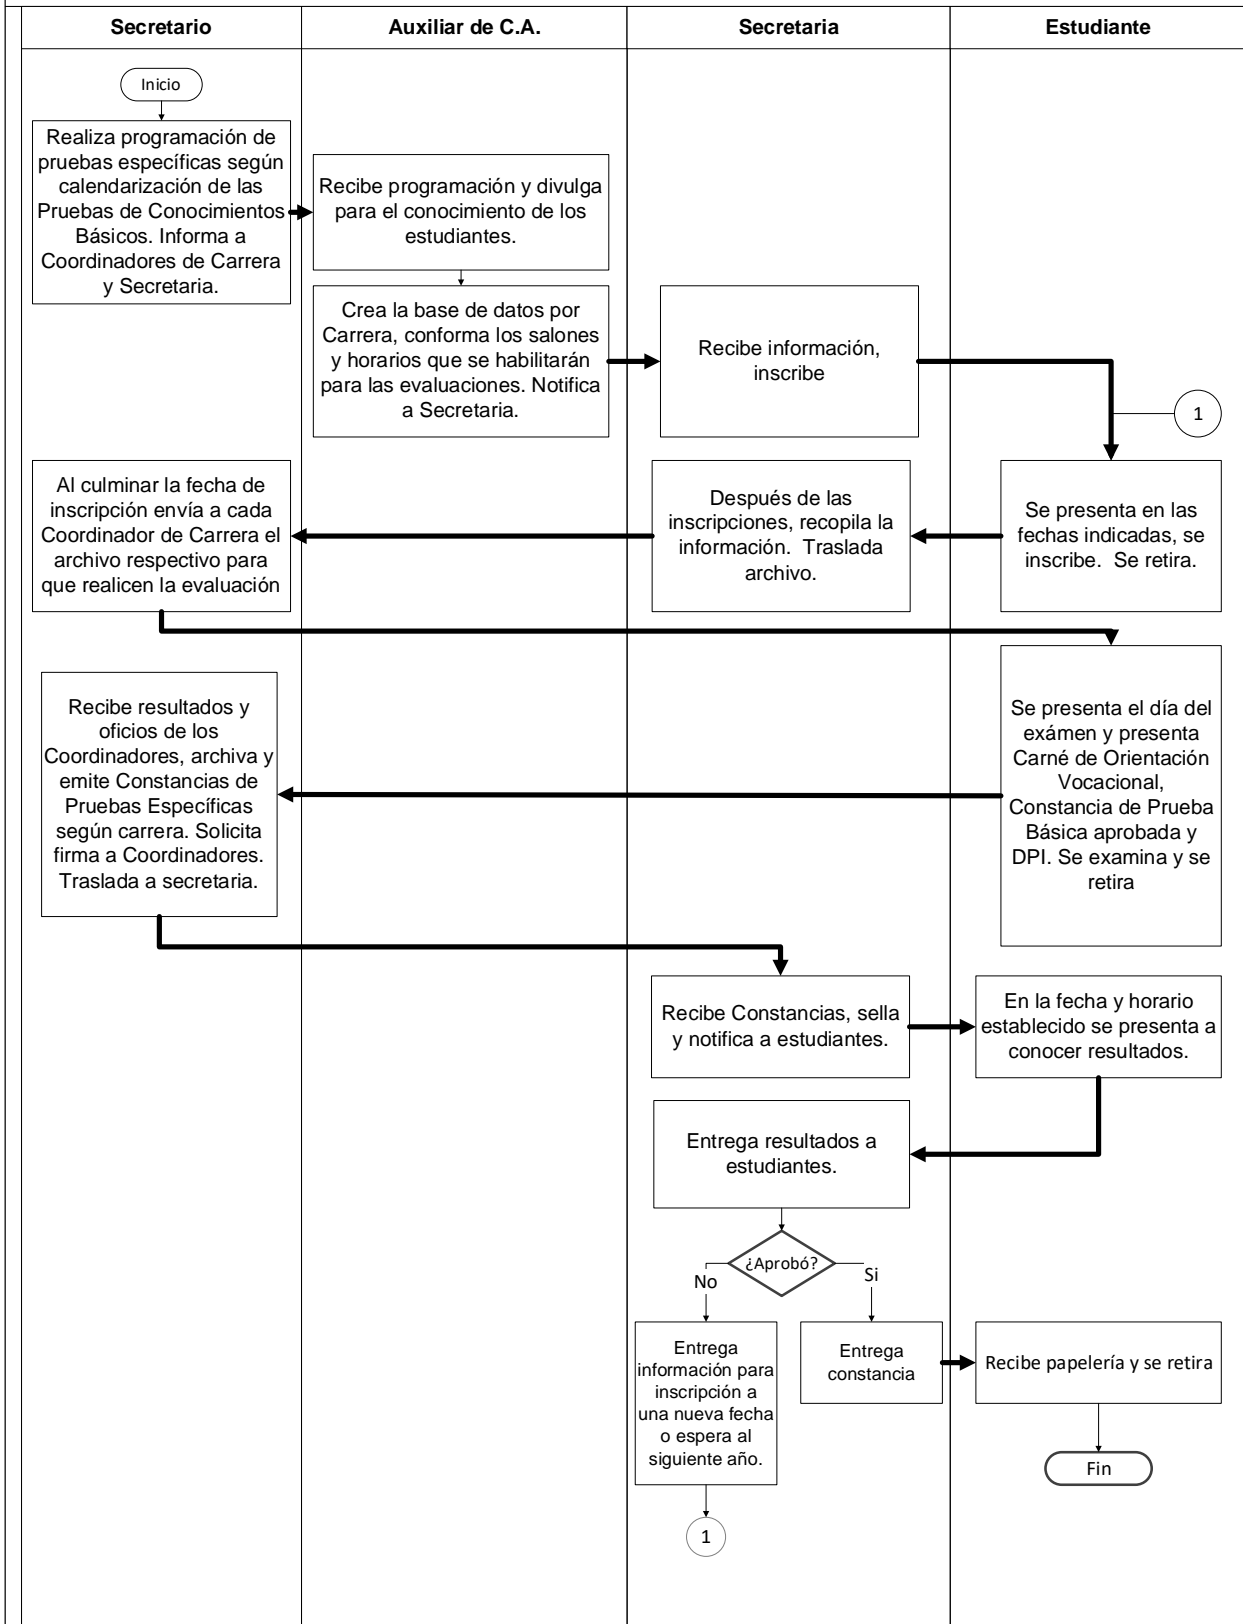 Secretario
Auxiliar de C.A.
Secretaria
Estudiante
Inicio
Realiza programación de
pruebas específicas según
calendarización de las
Pruebas de Conocimientos
Básicos. Informa a
Coordinadores de Carrera
y Secretaria.
Recibe programación y divulga
para el conocimiento de los
estudiantes.
Crea la base de datos por
Carrera, conforma los salones
y horarios que se habilitarán
para las evaluaciones. Notifica
a Secretaria.
Recibe información,
inscribe
1
Se presenta en las
fechas indicadas, se
inscribe.  Se retira.
Después de las
inscripciones, recopila la
información.  Traslada
archivo.
Al culminar la fecha de
inscripción envía a cada
Coordinador de Carrera el
archivo respectivo para
que realicen la evaluación
Se presenta el día del
exámen y presenta
Carné de Orientación
Vocacional,
Constancia de Prueba
Básica aprobada y
DPI. Se examina y se
retira
Recibe resultados y
oficios de los
Coordinadores, archiva y
emite Constancias de
Pruebas Específicas
según carrera. Solicita
firma a Coordinadores.
Traslada a secretaria.
Recibe Constancias, sella
y notifica a estudiantes.
En la fecha y horario
establecido se presenta a
conocer resultados.
Entrega resultados a
estudiantes.
¿Aprobó?
No
Si
Entrega
información para
inscripción a
una nueva fecha
o espera al
siguiente año.
Entrega
constancia
Recibe papelería y se retira
Fin
1